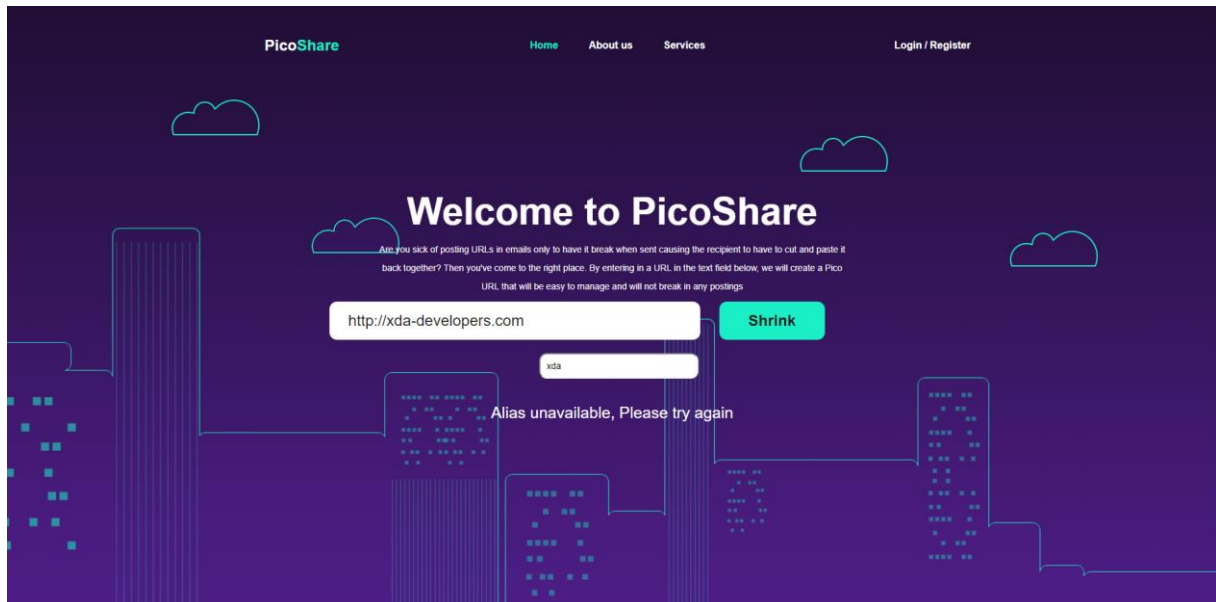 PicoShare
Home About us Services
Login / Register
Welcome to PicoShare
Are you sick of posting URLs in emails only to have it break when sent causing the recipient to have to cut and paste it
back together? Then you've come to the right place. By entering in a URL in the text field below, we will create a Pico
URL that will be easy to manage and will not break in any postings
http://xda-developers.com
Shrink
xda
Alias unavailable, Please try again